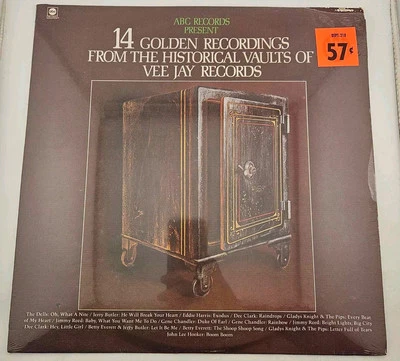 abc
ABC RECORDS
PRESENT
14 GOLDEN RECORDINGS
FROM THE HISTORICAL VAULTS OF
VEE JAY RECORDS
57¢
The Dells: Oh, What A Nite / Jerry Butler: He Will Break Your Heart / Eddie Harris: Exodus / Dee Clark: Raindrops / Gladys Knight & The Pips: Every Beat
of My Heart / Jimmy Reed: Baby, What You Want Me To Do / Gene Chandler: Duke Of Earl / Gene Chandler: Rainbow / Jimmy Reed: Bright Lights, Big City
Dee Clark: Hey, Little Girl / Betty Everett & Jerry Butler: Let It Be Me / Betty Everett: The Shoop Shoop Song / Gladys Knight & The Pips: Letter Full of Tears
John Lee Hooker: Boom Boom